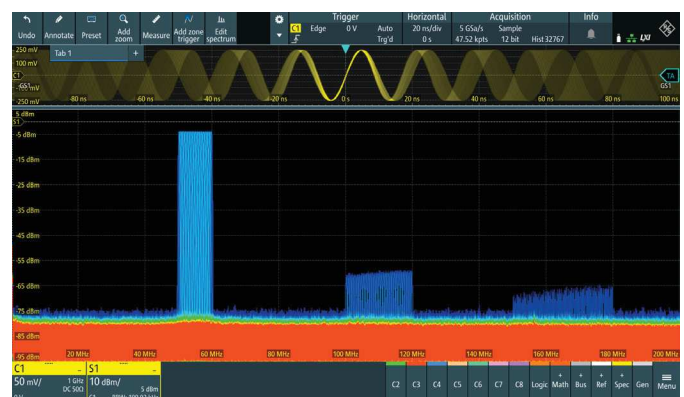 Trigger Horizontal Acquisition Info
Undo Annotate Preset Add zoom Measure Add zone trigger Edit spectrum
C1 Edge 0 V Auto Trg'd
20 ns/div 0 s
5 GSa/s Sample
47.52 kpts 12 bit Hist 32767
LXI
250 mV Tab 1 +
100 mV
C1
TA
GS1
-250 mV -80 ns -60 ns -40 ns -20 ns 0 s 20 ns 40 ns 60 ns 80 ns 100 ns
5 dBm
S1
-5 dBm
-15 dBm
-25 dBm
-35 dBm
-45 dBm
-55 dBm
-65 dBm
-75 dBm
-85 dBm
-95 dBm 20 MHz 40 MHz 60 MHz 80 MHz 100 MHz 120 MHz 140 MHz 160 MHz 180 MHz 200 MHz
C1 S1
50 mV/ 1 GHz 10 dBm/
DC 50Ω 5 dBm
C2 C3 C4 C5 C6 C7 C8 Logic Math Bus Ref Spec Gen Menu